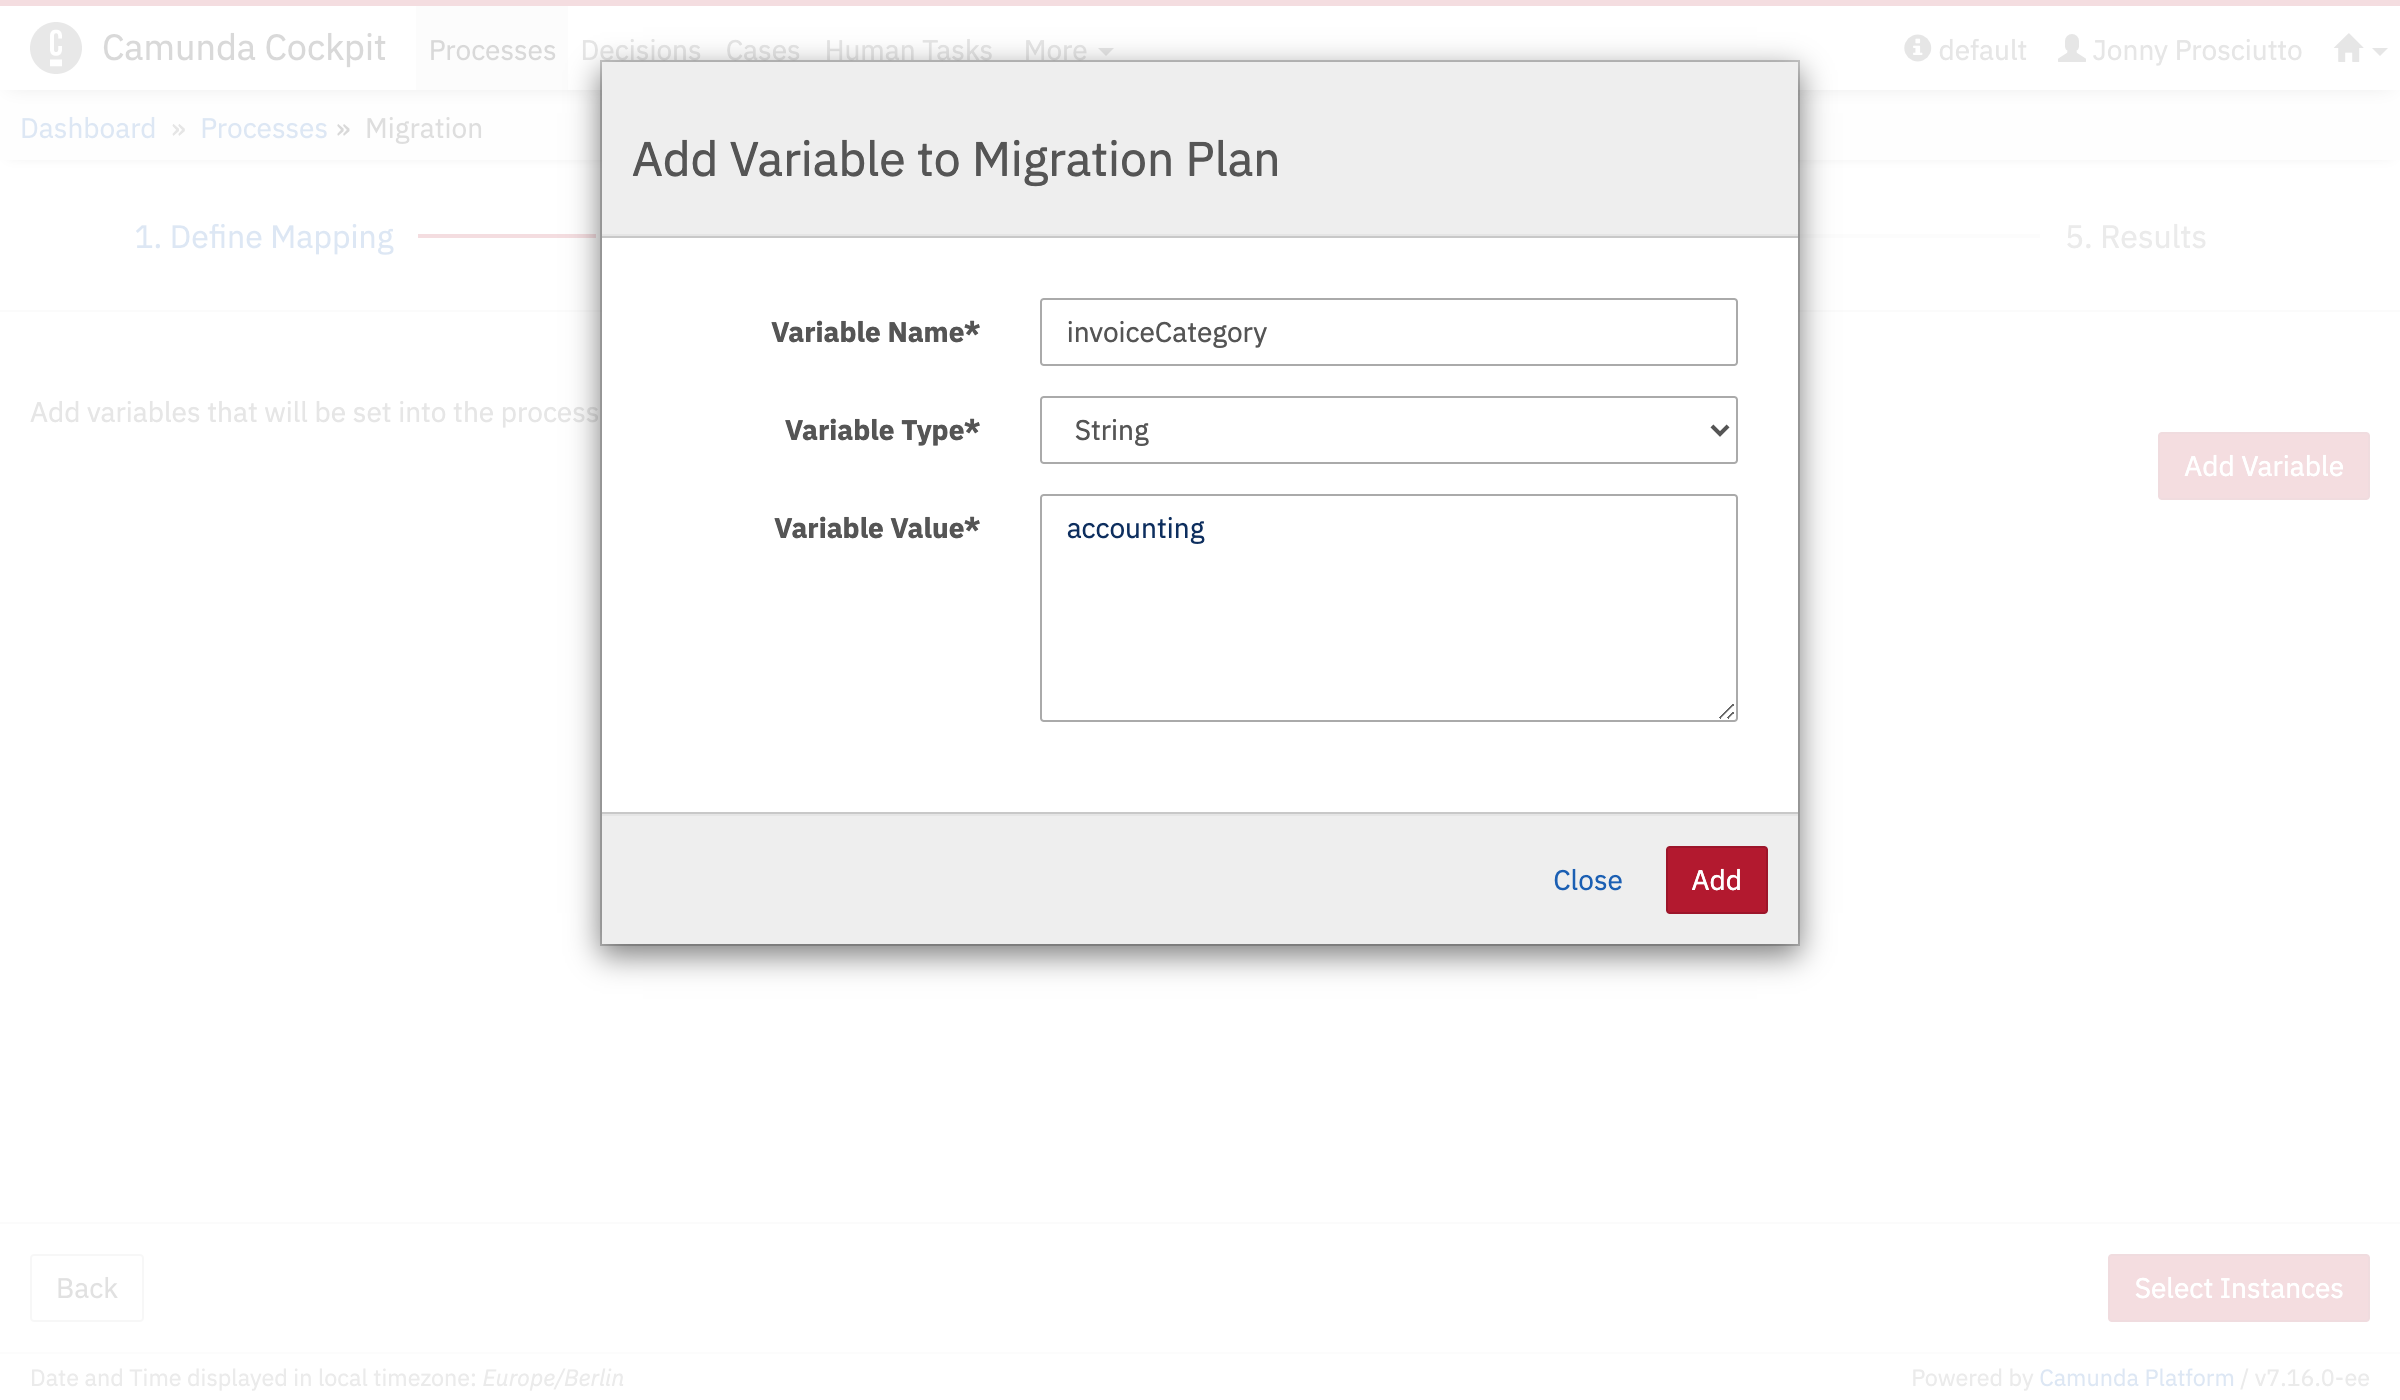 Camunda Cockpit Processes Decisions Cases Human Tasks More default Jonny Prosciutto
Dashboard » Processes » Migration
Add Variable to Migration Plan
1. Define Mapping 5. Results
Variable Name* invoiceCategory
Add variables that will be set into the process
Variable Type* String
Add Variable
Variable Value* accounting
Close Add
Back Select Instances
Date and Time displayed in local timezone: Europe/Berlin Powered by Camunda Platform / v7.16.0-ee